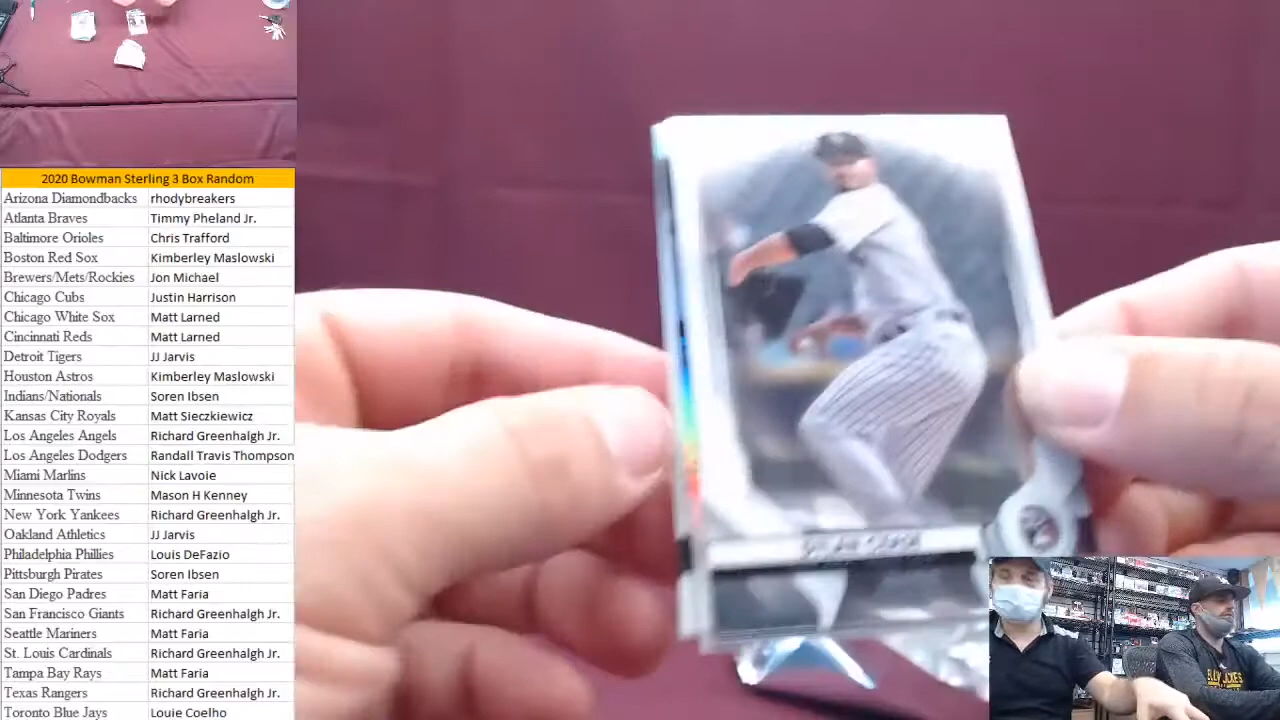 2020 Bowman Sterling 3 Box Random
Arizona Diamondbacks rhodybreakers
Atlanta Braves Timmy Pheland Jr.
Baltimore Orioles Chris Trafford
Boston Red Sox Kimberley Maslowski
Brewers/Mets/Rockies Jon Michael
Chicago Cubs Justin Harrison
Chicago White Sox Matt Larned
Cincinnati Reds Matt Larned
Detroit Tigers JJ Jarvis
Houston Astros Kimberley Maslowski
Indians/Nationals Soren Ibsen
Kansas City Royals Matt Sieczkiewicz
Los Angeles Angels Richard Greenhalgh Jr.
Los Angeles Dodgers Randall Travis Thompson
Miami Marlins Nick Lavoie
Minnesota Twins Mason H Kenney
New York Yankees Richard Greenhalgh Jr.
Oakland Athletics JJ Jarvis
Philadelphia Phillies Louis DeFazio
Pittsburgh Pirates Soren Ibsen
San Diego Padres Matt Faria
San Francisco Giants Richard Greenhalgh Jr.
Seattle Mariners Matt Faria
St. Louis Cardinals Richard Greenhalgh Jr.
Tampa Bay Rays Matt Faria
Texas Rangers Richard Greenhalgh Jr.
Toronto Blue Jays Louie Coelho
DYLAN CEASE